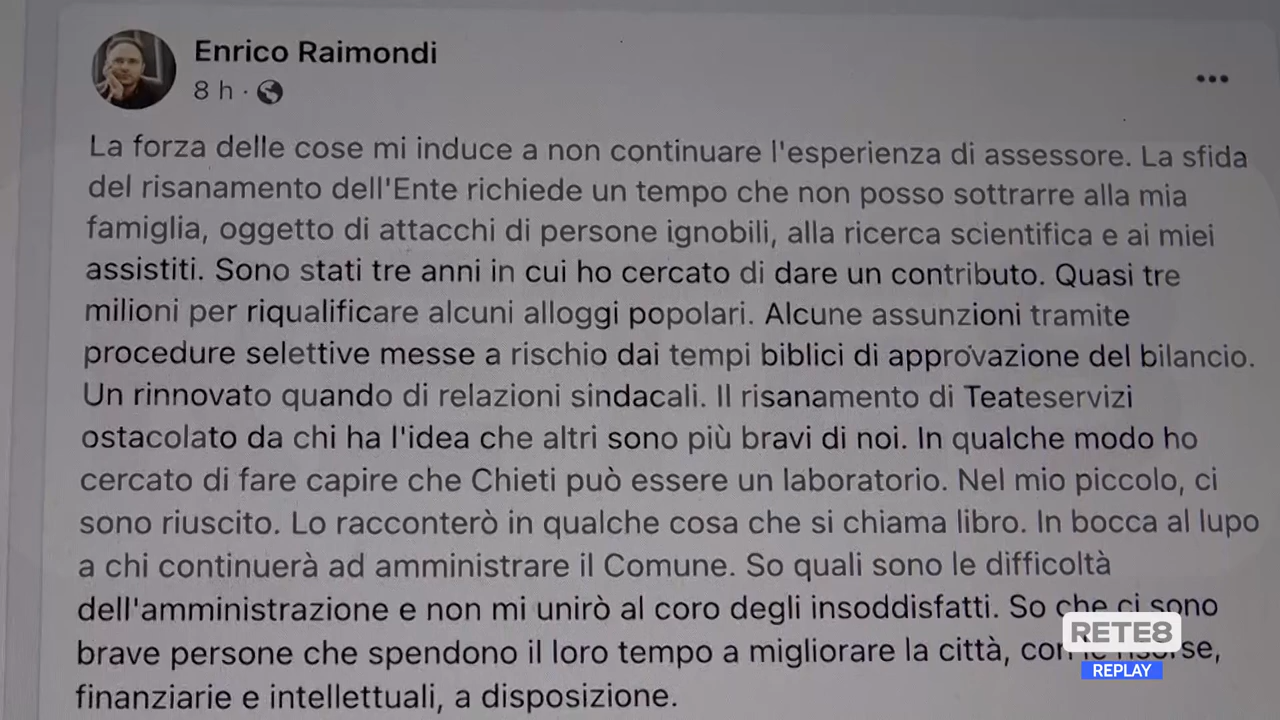 Enrico Raimondi
8 h ·
La forza delle cose mi induce a non continuare l'esperienza di assessore. La sfida
del risanamento dell'Ente richiede un tempo che non posso sottrarre alla mia
famiglia, oggetto di attacchi di persone ignobili, alla ricerca scientifica e ai miei
assistiti. Sono stati tre anni in cui ho cercato di dare un contributo. Quasi tre
milioni per riqualificare alcuni alloggi popolari. Alcune assunzioni tramite
procedure selettive messe a rischio dai tempi biblici di approvazione del bilancio.
Un rinnovato quando di relazioni sindacali. Il risanamento di Teateservizi
ostacolato da chi ha l'idea che altri sono più bravi di noi. In qualche modo ho
cercato di fare capire che Chieti può essere un laboratorio. Nel mio piccolo, ci
sono riuscito. Lo racconterò in qualche cosa che si chiama libro. In bocca al lupo
a chi continuerà ad amministrare il Comune. So quali sono le difficoltà
dell'amministrazione e non mi unirò al coro degli insoddisfatti. So che ci sono
brave persone che spendono il loro tempo a migliorare la città, con le risorse,
finanziarie e intellettuali, a disposizione.
RETE8
REPLAY